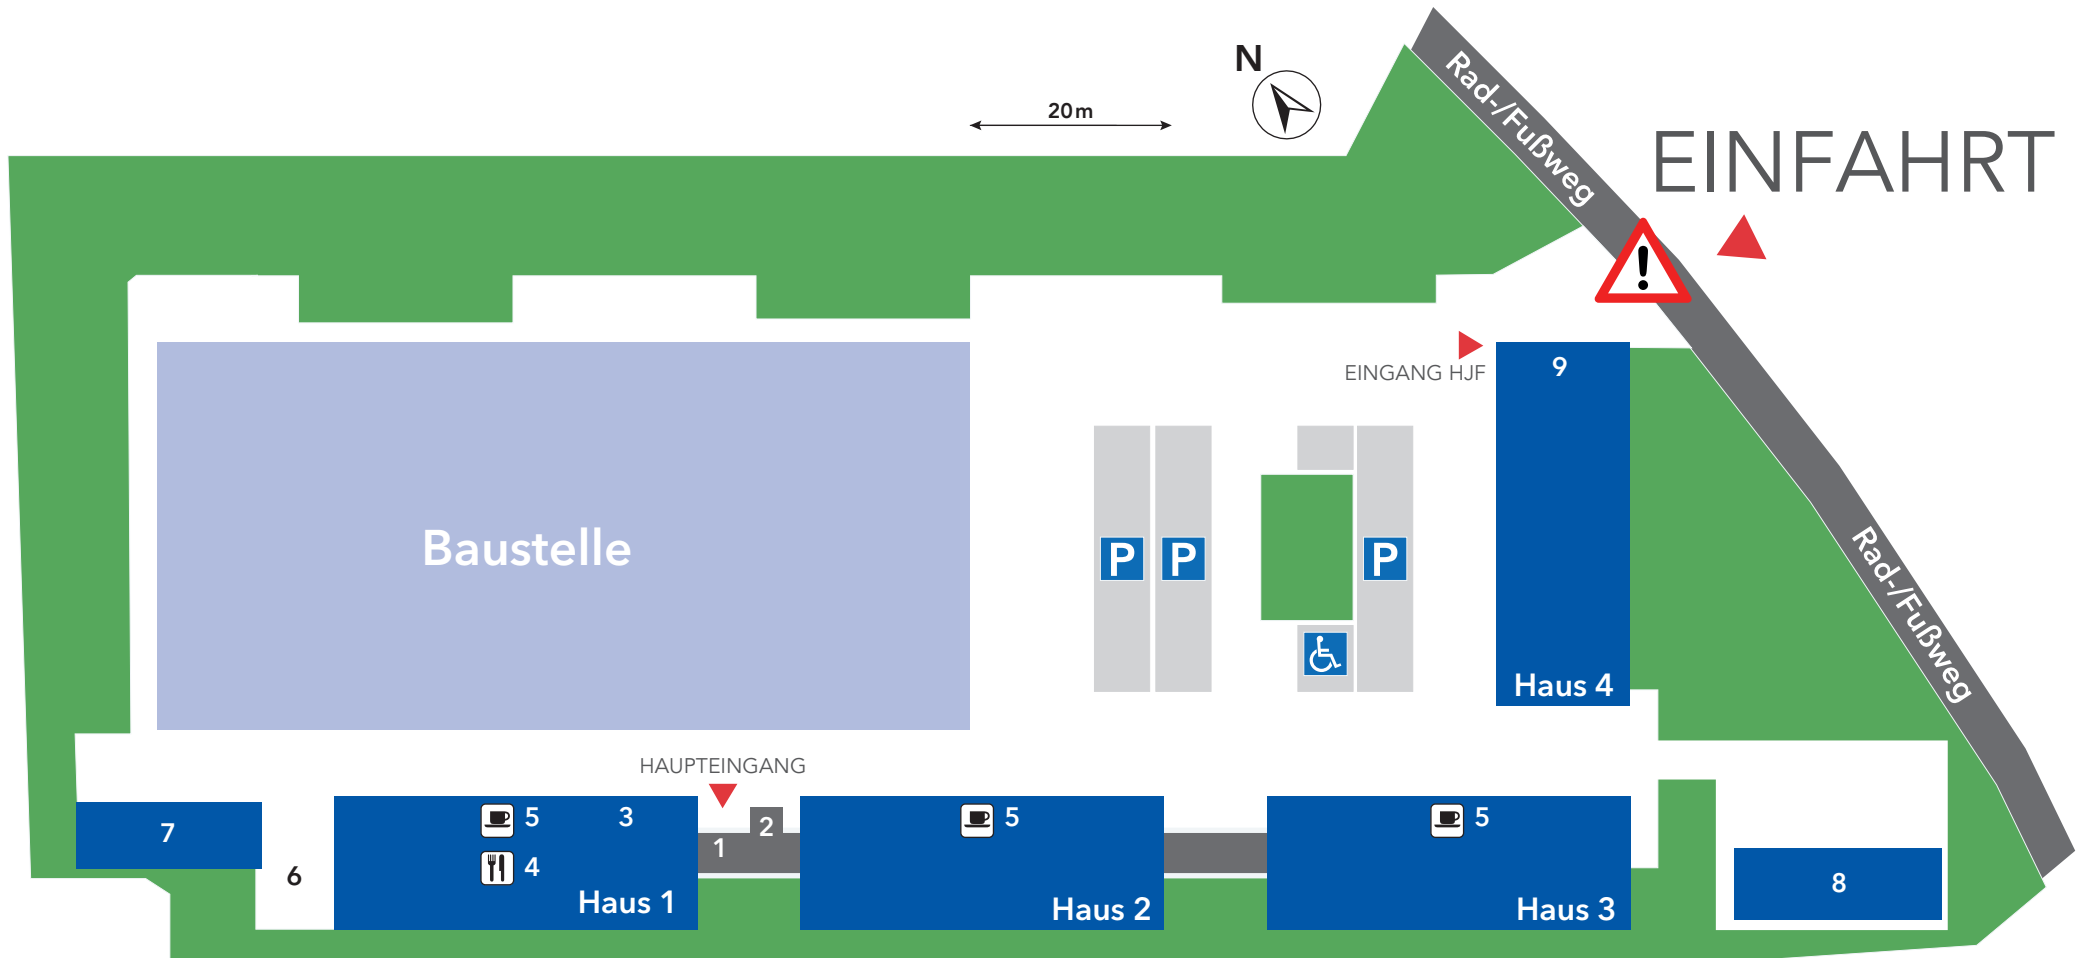 N
20 m
Rad-/Fußweg
EINFAHRT
!
EINGANG HJF
9
Baustelle
P
P
P
Rad-/Fußweg
Haus 4
HAUPTEINGANG
5
3
2
5
5
7
1
6
4
8
Haus 1
Haus 2
Haus 3